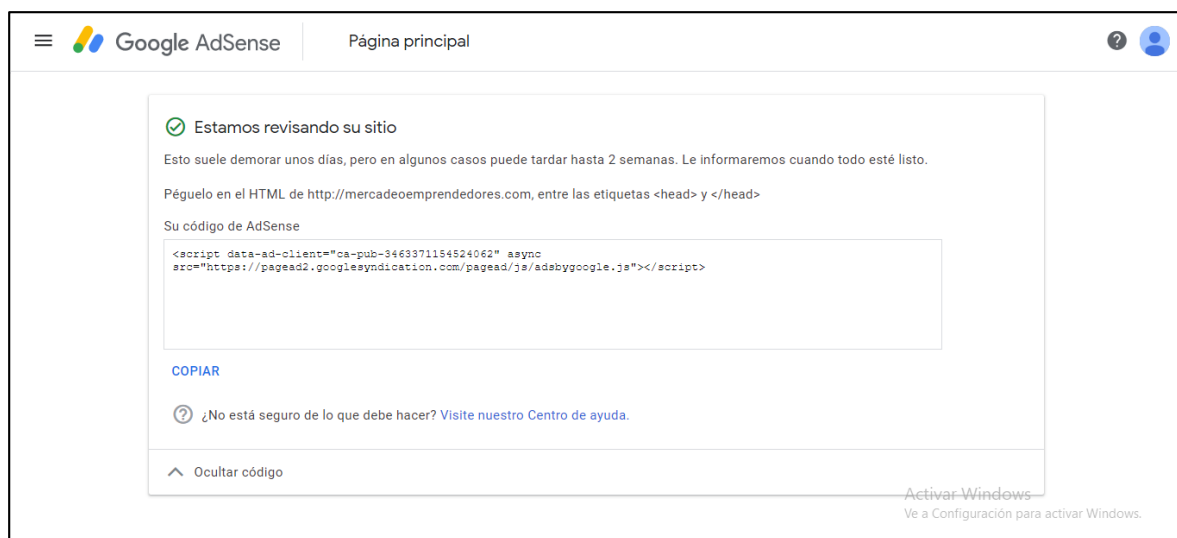 Google AdSense
Página principal
Estamos revisando su sitio
Esto suele demorar unos días, pero en algunos casos puede tardar hasta 2 semanas. Le informaremos cuando todo esté listo.
Péguelo en el HTML de http://mercadeoemprendedores.com, entre las etiquetas <head> y </head>
Su código de AdSense
<script data-ad-client="ca-pub-3463371154524062" async
src="https://pagead2.googlesyndication.com/pagead/js/adsbygoogle.js"></script>
COPIAR
¿No está seguro de lo que debe hacer? Visite nuestro Centro de ayuda.
Ocultar código
Activar Windows
Ve a Configuración para activar Windows.